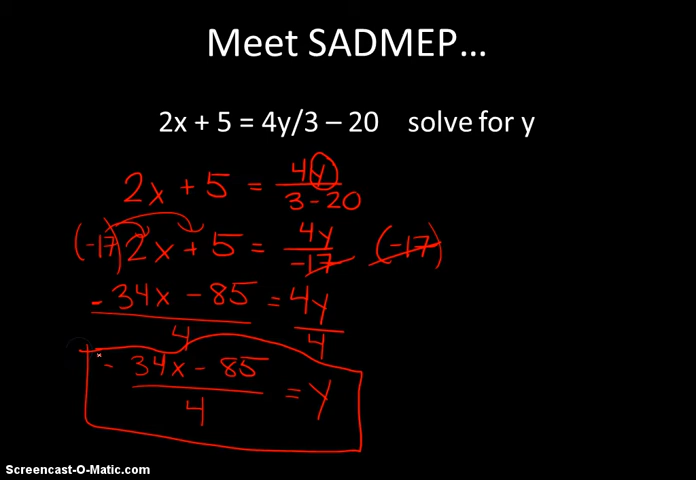 Meet SADMEP...
2x + 5 = 4y/3 – 20    solve for y
2x + 5 = 4y / 3 - 20
(-17) 2x + 5 = 4y / -17 (-17)
- 34x - 85 / 4 = 4y / 4
- 34x - 85 / 4 = y
Screencast-O-Matic.com